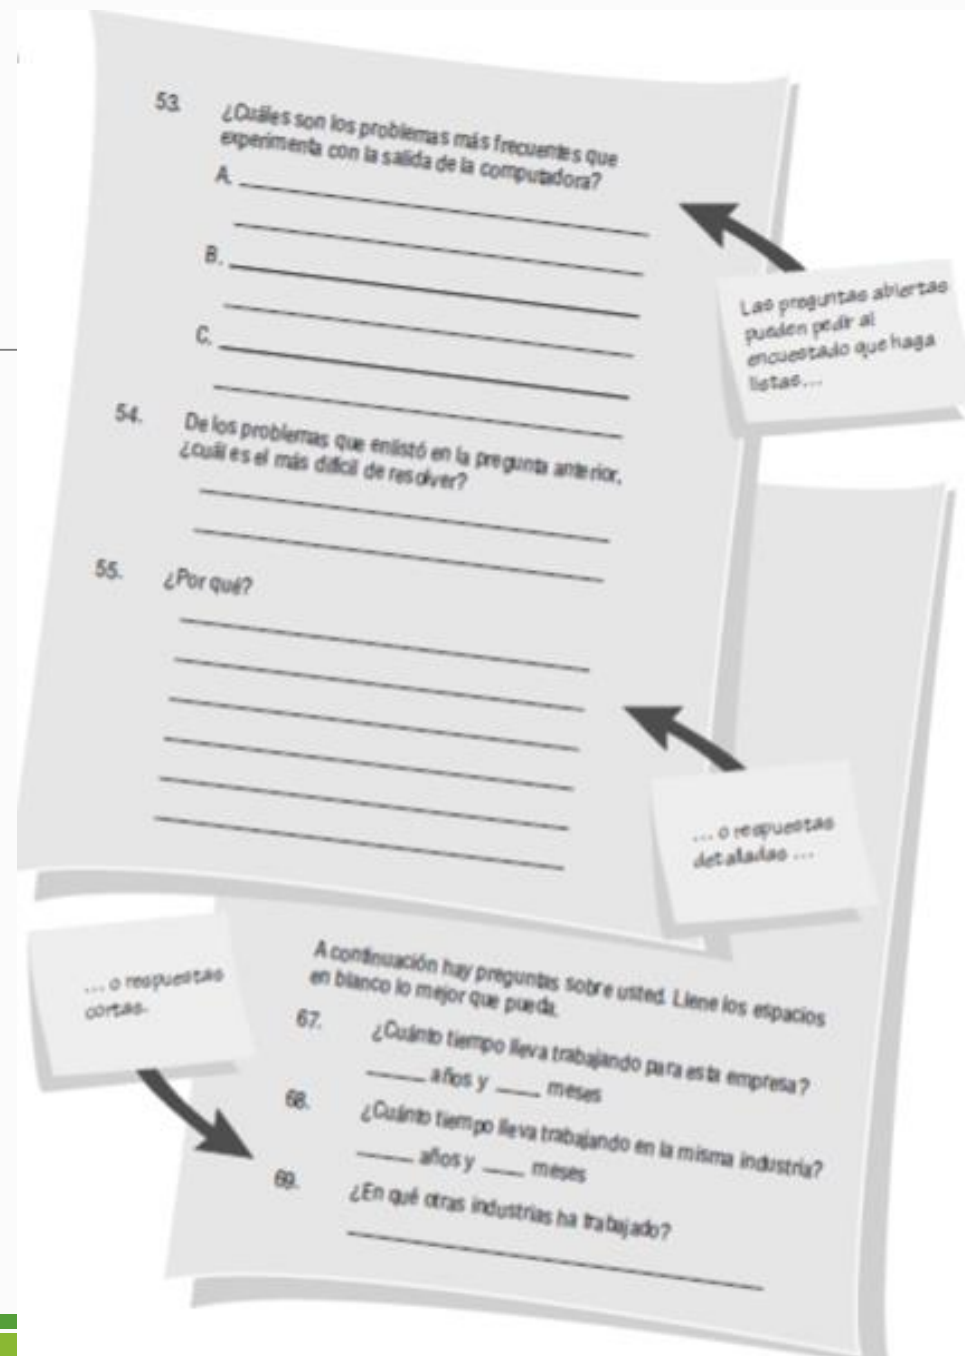 53. ¿Cuáles son los problemas más frecuentes que
experimenta con la salida de la computadora?
A.
B.
C.
Las preguntas abiertas
pueden pedir al
encuestado que haga
listas...
54. De los problemas que enlistó en la pregunta anterior,
¿cuál es el más difícil de resolver?
55. ¿Por qué?
... o respuestas
detalladas ...
... o respuestas
cortas.
A continuación hay preguntas sobre usted. Llene los espacios
en blanco lo mejor que pueda.
67. ¿Cuánto tiempo lleva trabajando para esta empresa?
años y meses
68. ¿Cuánto tiempo lleva trabajando en la misma industria?
años y meses
69. ¿En qué otras industrias ha trabajado?